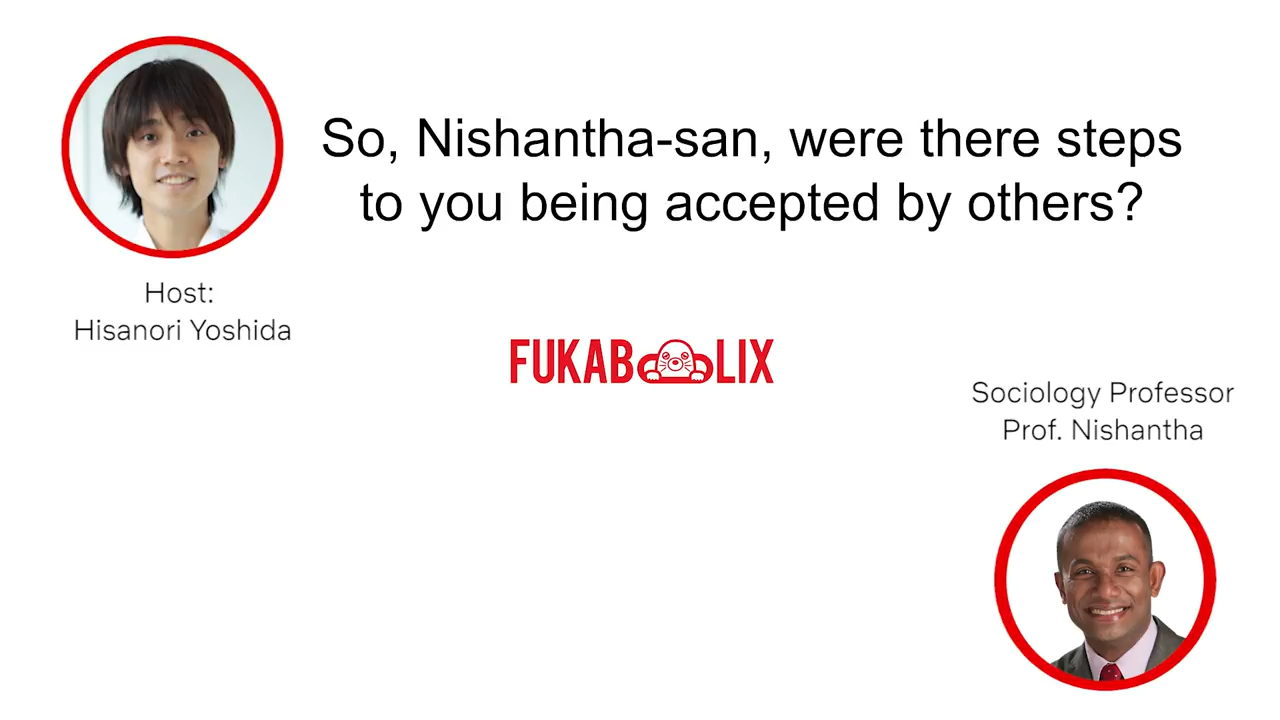 So, Nishantha-san, were there steps
to you being accepted by others?
Host:
Hisanori Yoshida
FUKABOOLIX
Sociology Professor
Prof. Nishantha